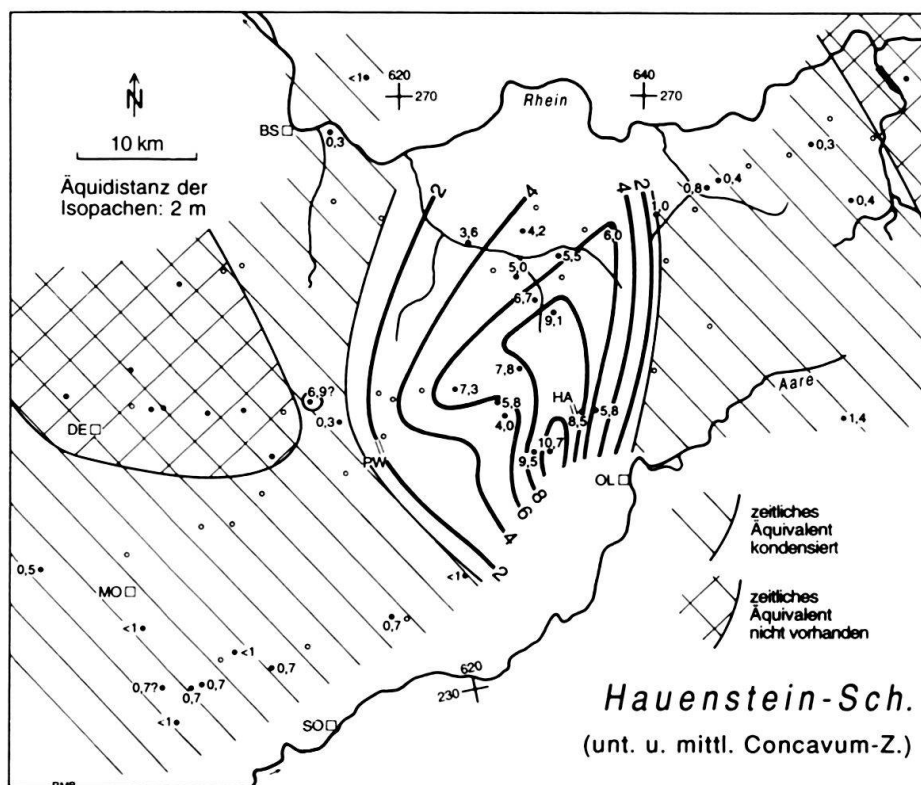 <1
620
640
270
270
N
Rhein
BS
0,3
0,3
10 km
0,4
0,8
0,4
Äquidistanz der
Isopachen: 2 m
2
4
4
2
1,0
3,6
4,2
6,0
5,0
5,5
6,7
9,1
7,8
Aare
7,3
6,9?
5,8
HA
5,8
0,3
4,0
8,5
1,4
DE
10,7
PW
9,5
OL
8
6
4
zeitliches
Äquivalent
kondensiert
2
0,5
<1
MO
zeitliches
Äquivalent
nicht vorhanden
0,7
<1
<1
0,7
0,7?
0,7
0,7
620
230
<1
SO
Hauenstein-Sch.
(unt. u. mittl. Concavum-Z.)